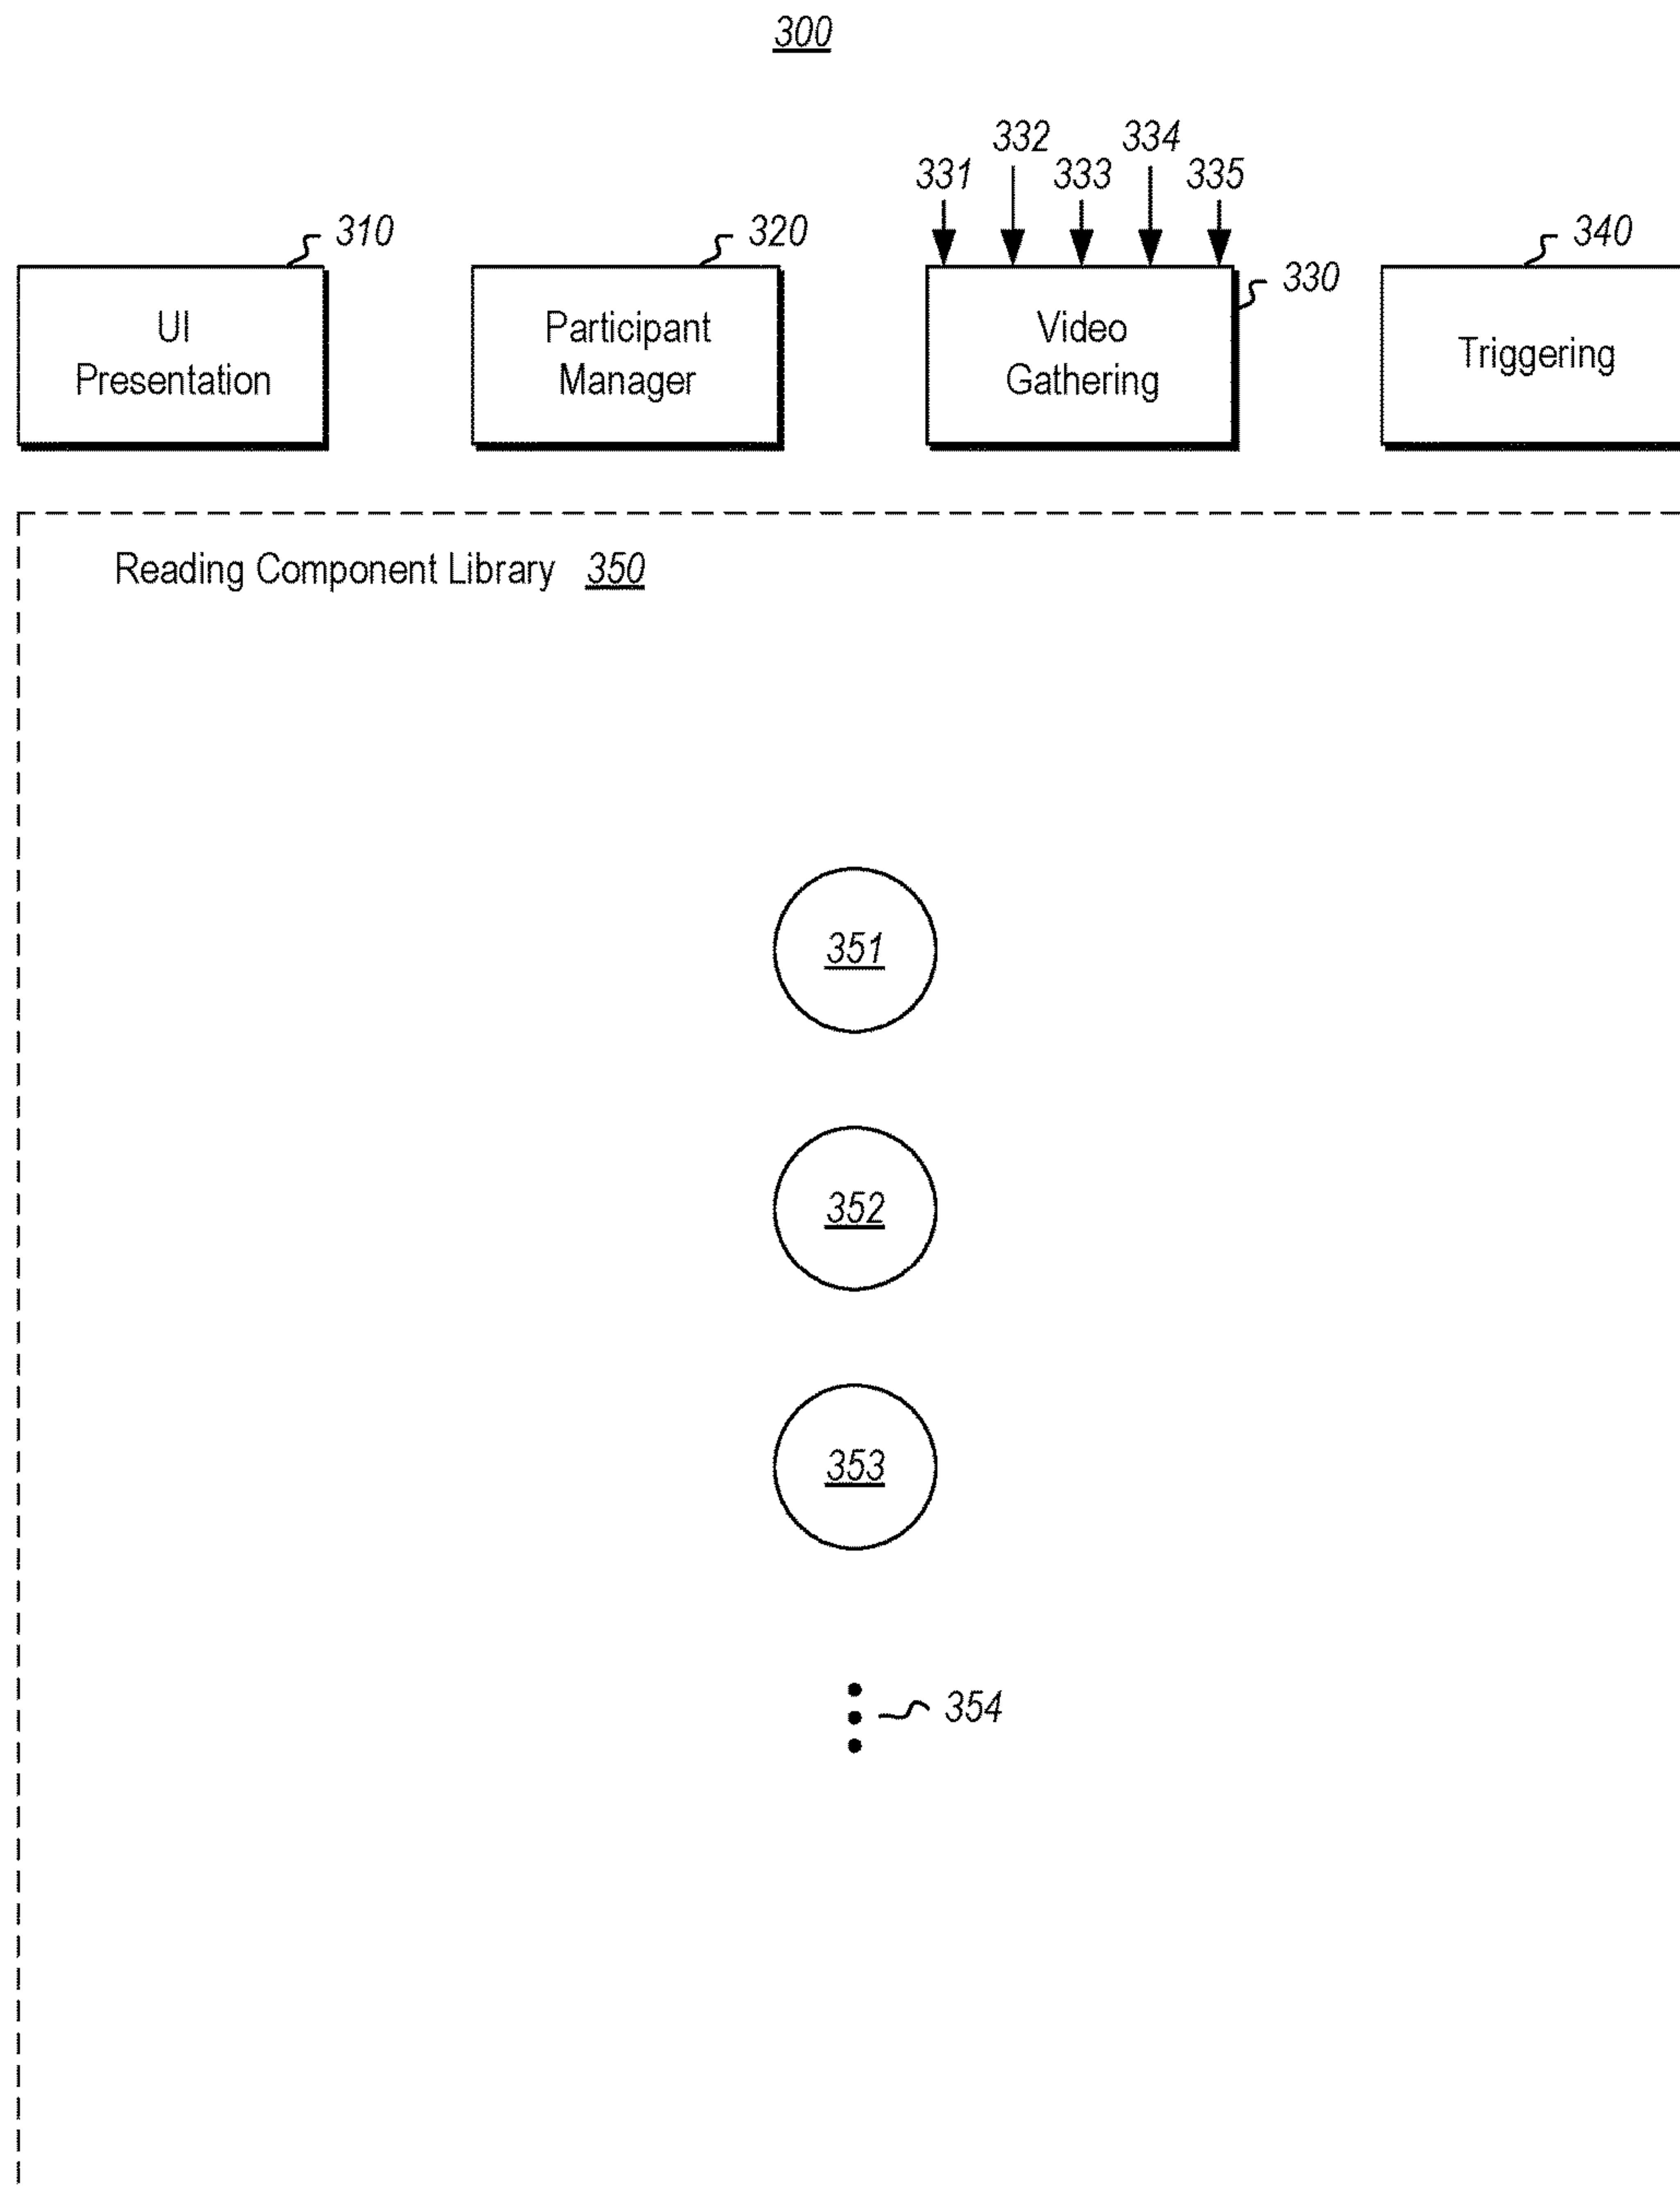 300
332 334
331 333 335
310 320 340
330
UI
Presentation
Participant
Manager
Video
Gathering
Triggering
Reading Component Library 350
351
352
353
354